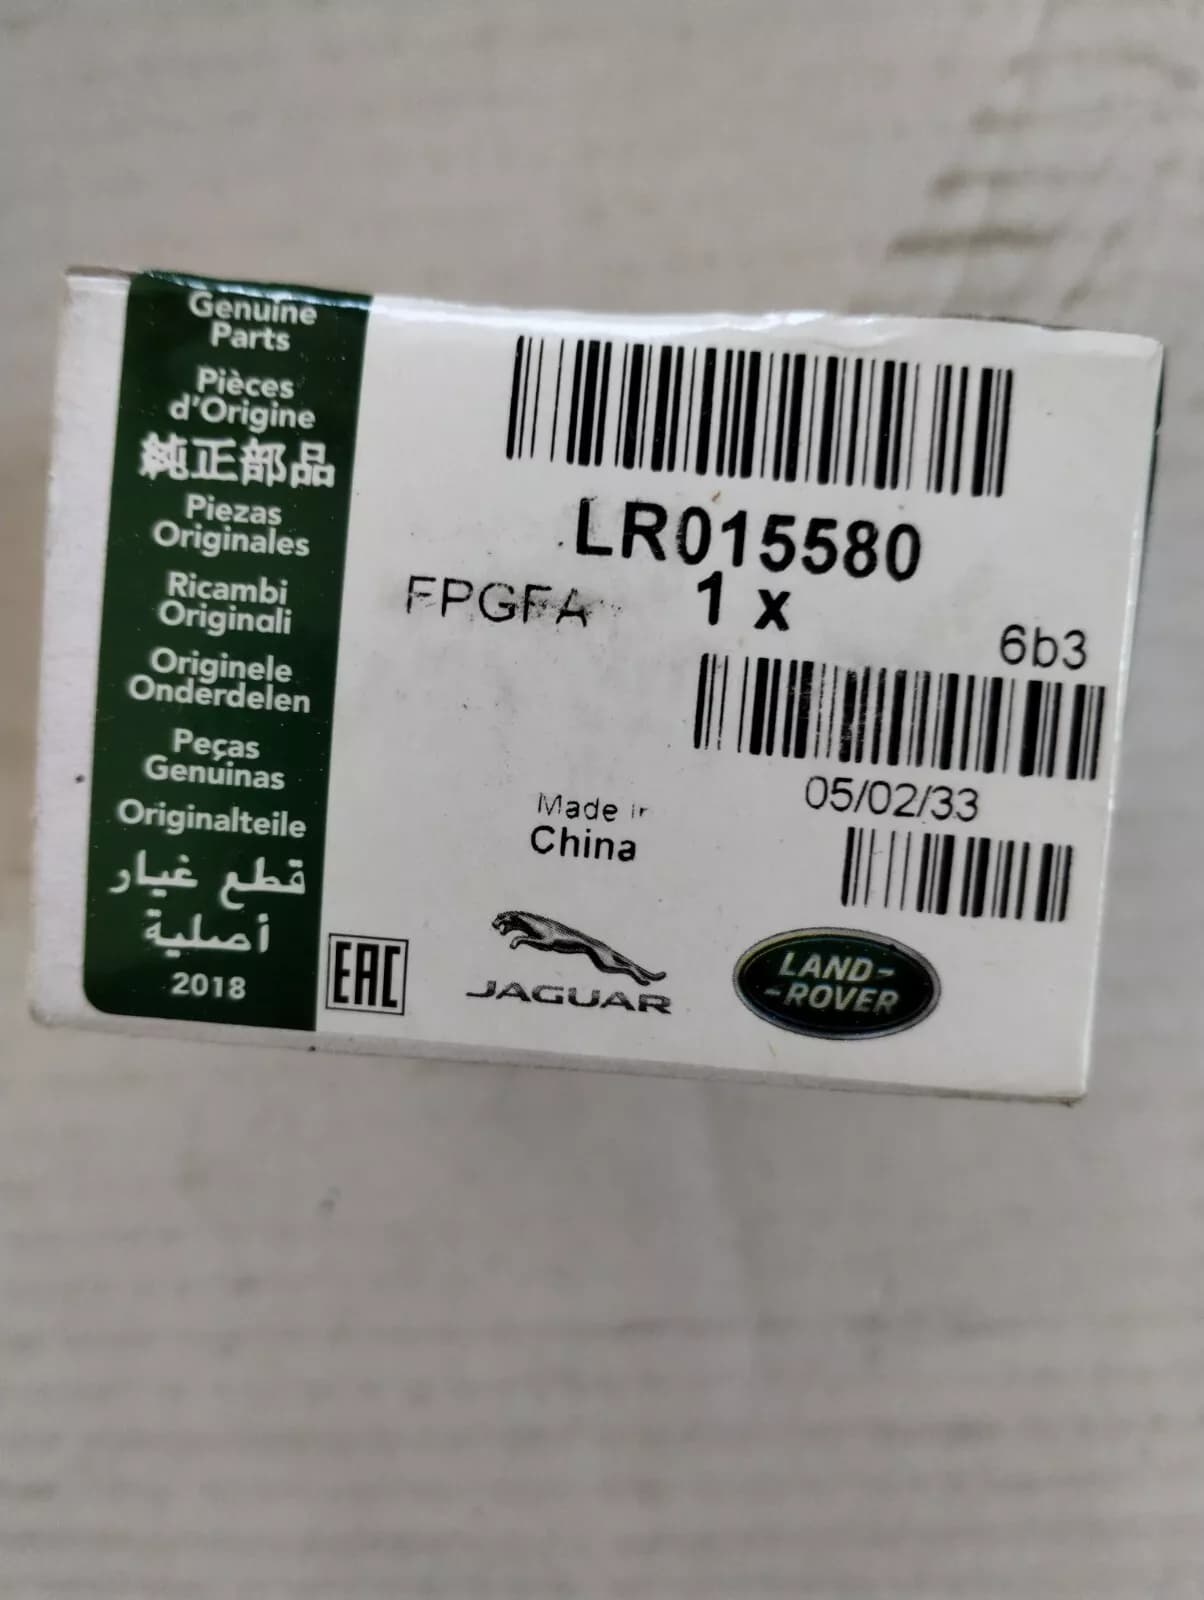 Genuine
Parts
Pièces
d'Origine
純正部品
Piezas
Originales
Ricambi
Originali
Originele
Onderdelen
Peças
Genuinas
Originalteile
قطع غيار
أصلية
2018
LR015580
FPGFA
1 x
6b3
05/02/33
Made in
China
EAC
JAGUAR
LAND-
-ROVER